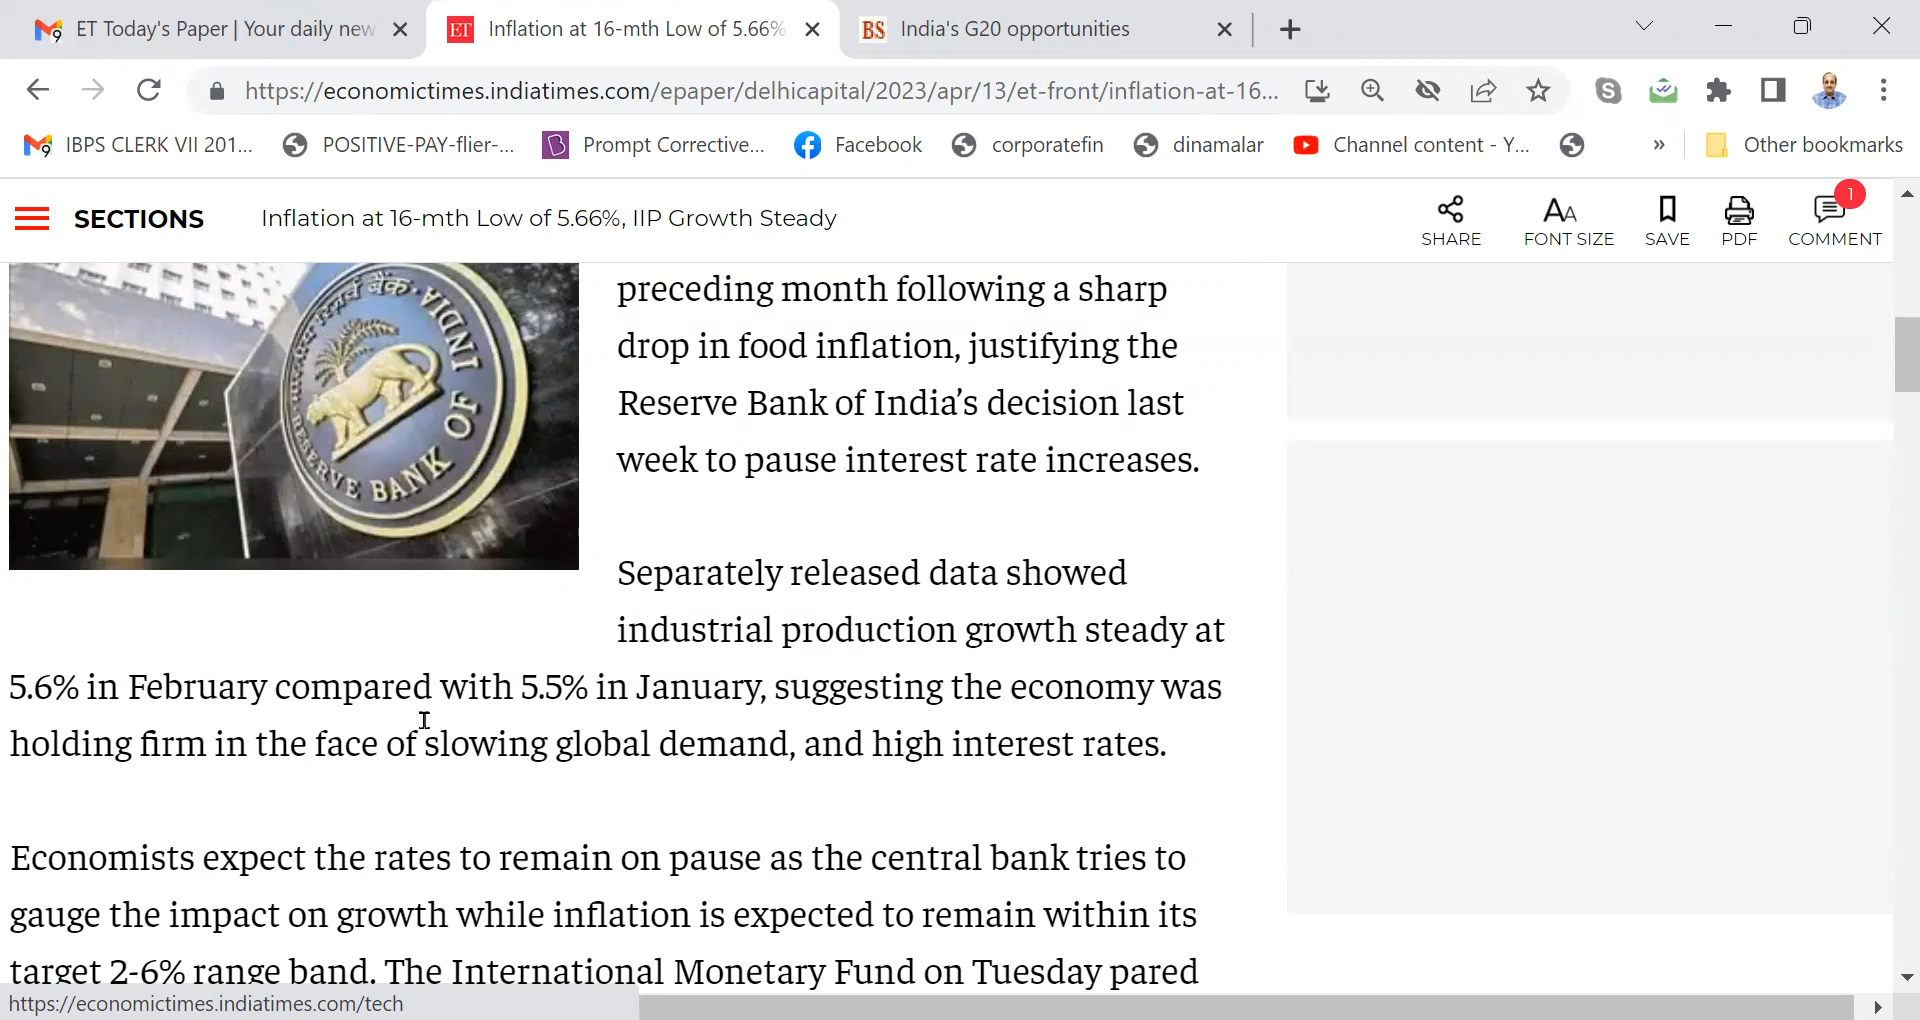 ET Today's Paper | Your daily new
Inflation at 16-mth Low of 5.66%
India's G20 opportunities
https://economictimes.indiatimes.com/epaper/delhicapital/2023/apr/13/et-front/inflation-at-16...
IBPS CLERK VII 201...
POSITIVE-PAY-flier-...
Prompt Corrective...
Facebook
corporatefin
dinamalar
Channel content - Y...
»
Other bookmarks
SECTIONS
Inflation at 16-mth Low of 5.66%, IIP Growth Steady
SHARE
FONT SIZE
SAVE
PDF
1
COMMENT
INDIA
RESERVE BANK OF
preceding month following a sharp
drop in food inflation, justifying the
Reserve Bank of India’s decision last
week to pause interest rate increases.
Separately released data showed
industrial production growth steady at
5.6% in February compared with 5.5% in January, suggesting the economy was
holding firm in the face of slowing global demand, and high interest rates.
Economists expect the rates to remain on pause as the central bank tries to
gauge the impact on growth while inflation is expected to remain within its
target 2-6% range band. The International Monetary Fund on Tuesday pared
https://economictimes.indiatimes.com/tech